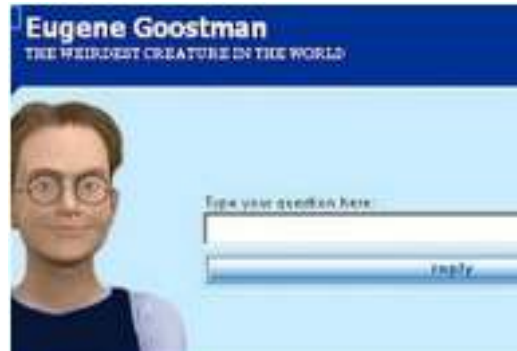 Eugene Goostman
THE WEIRDEST CREATURE IN THE WORLD
Type your question here:
reply